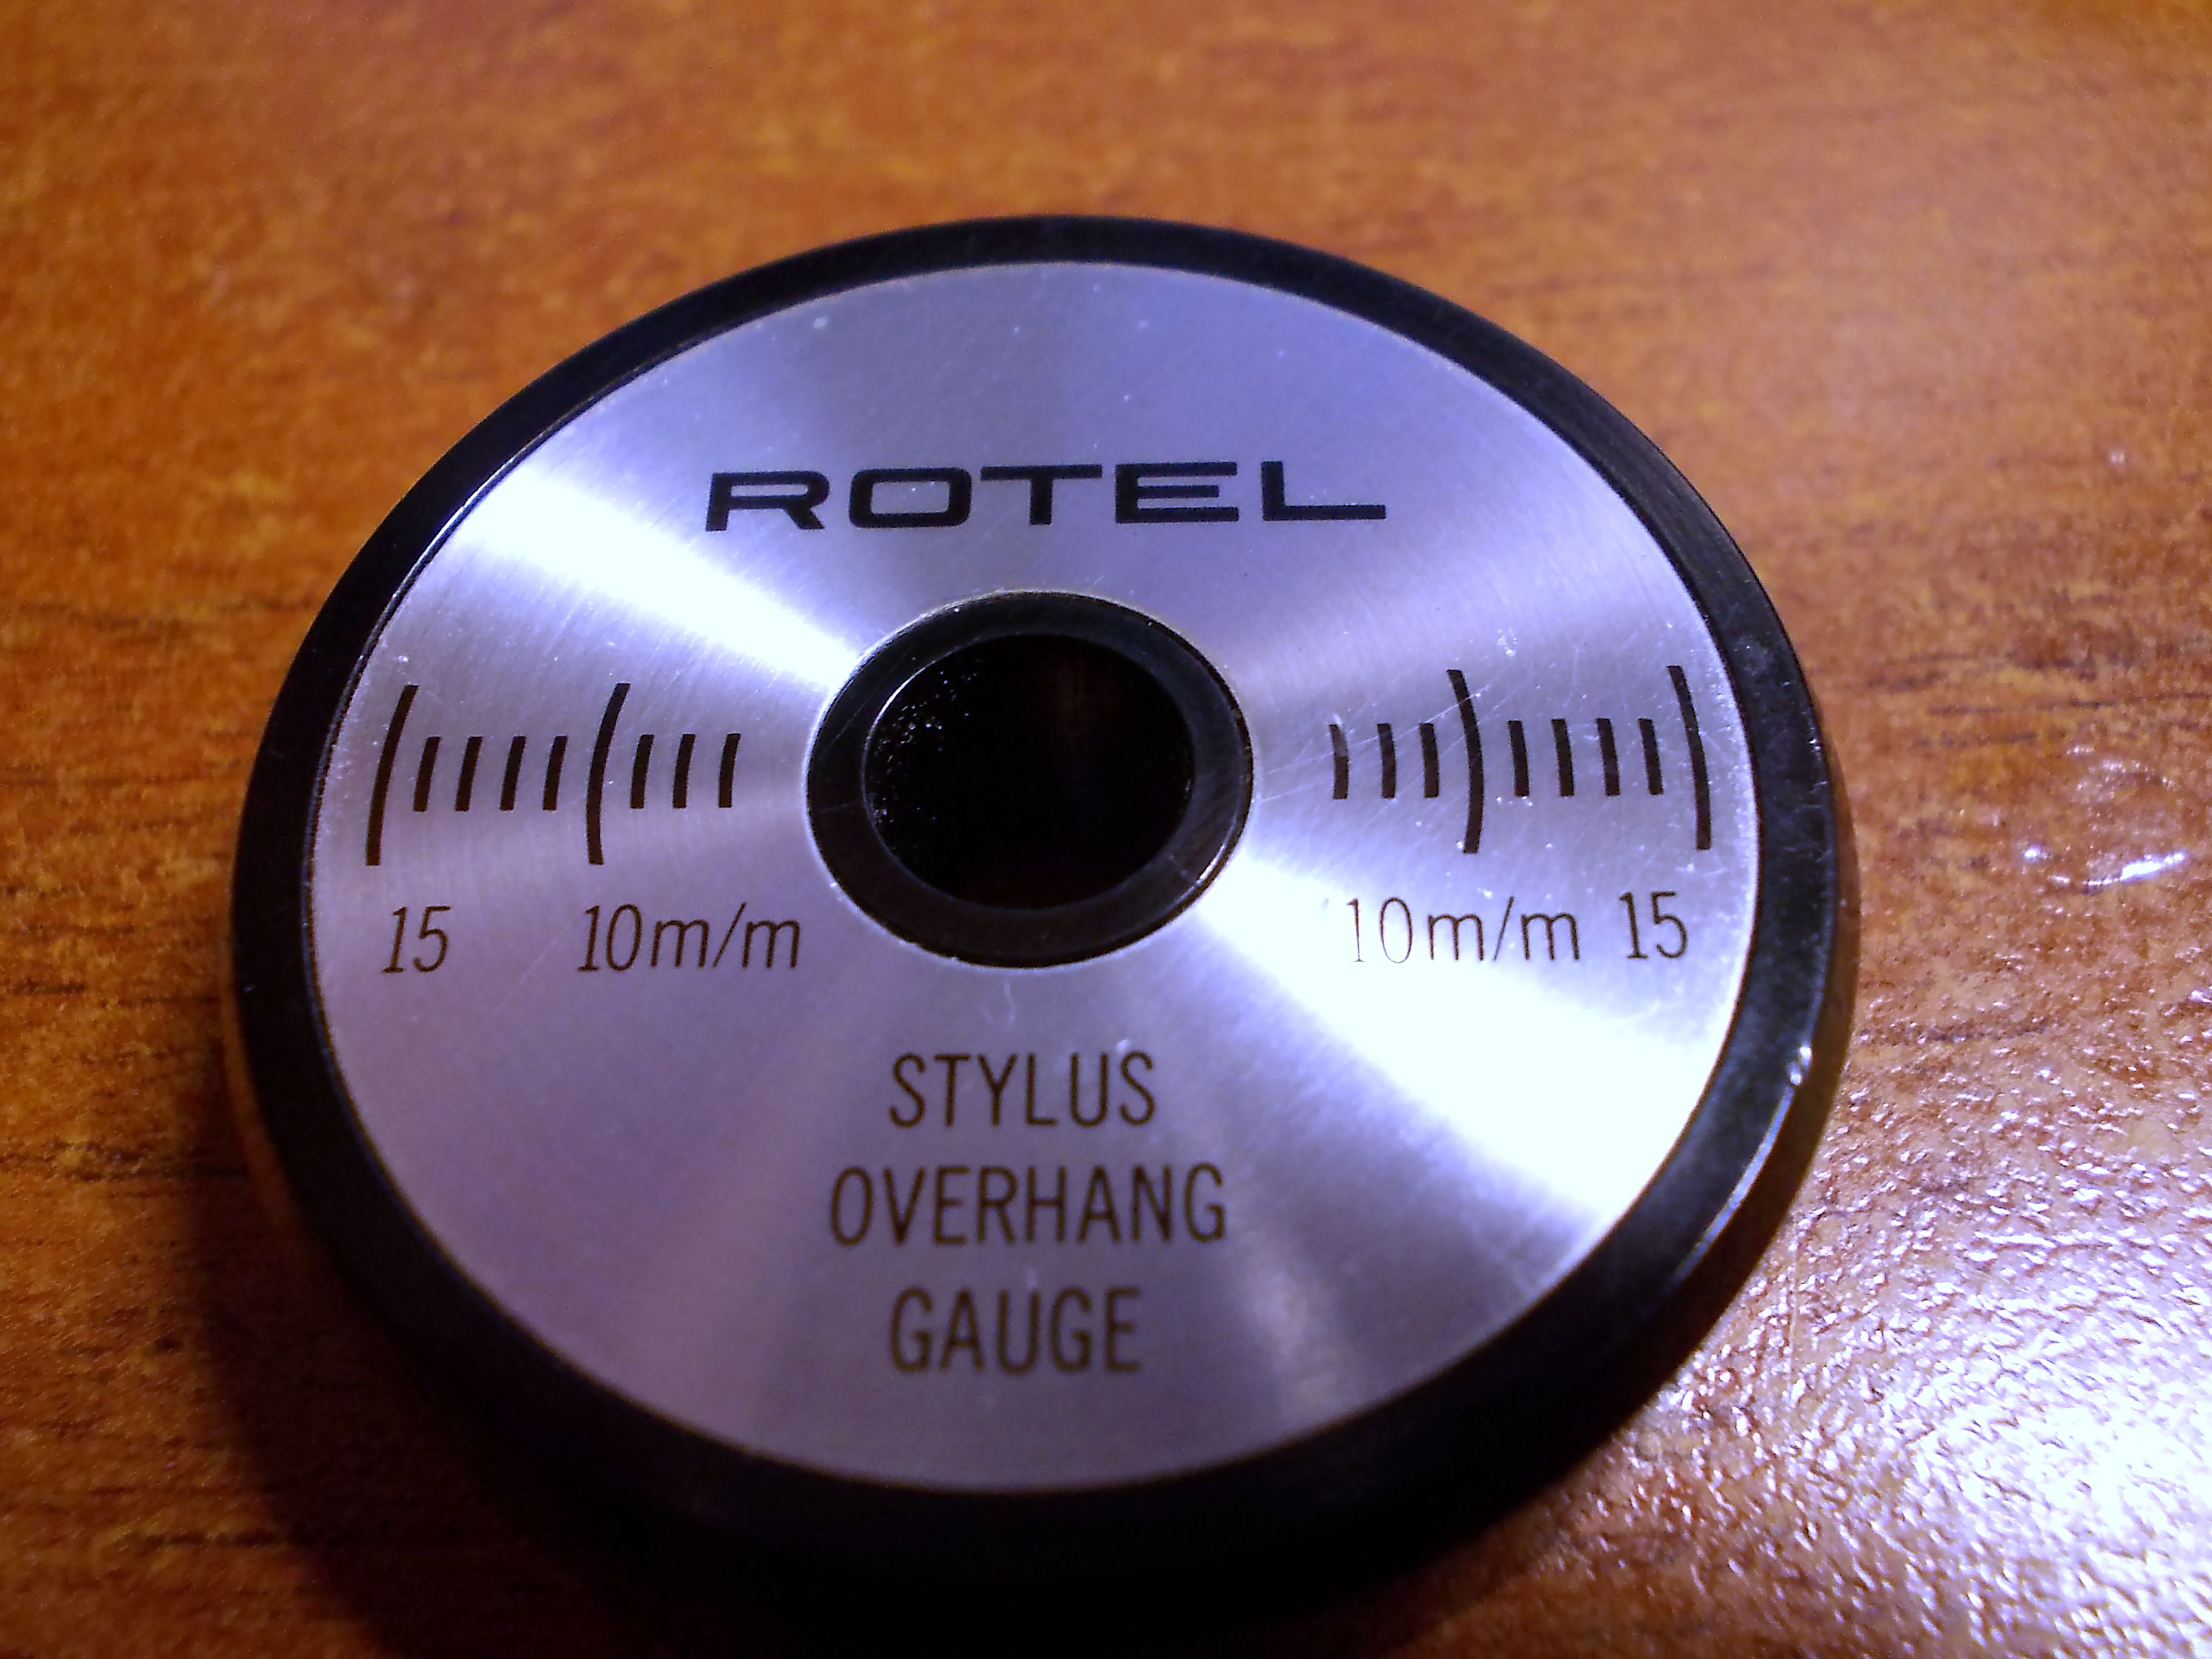 ROTEL
15 10m/m 10m/m 15
STYLUS
OVERHANG
GAUGE